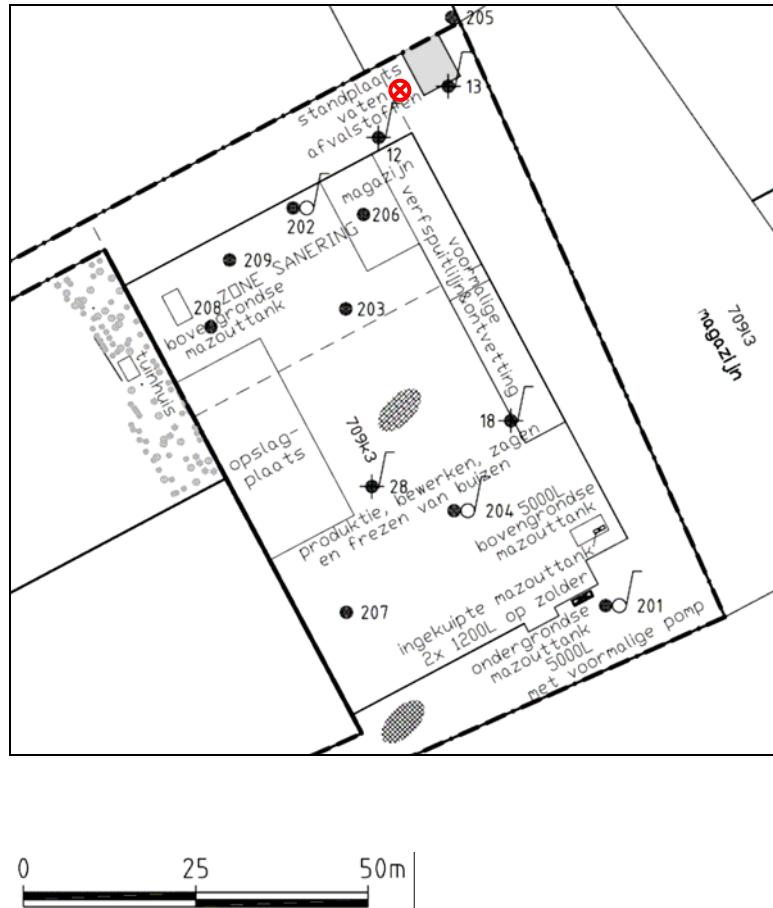 205
standplaats
vaten
afvalstoffen
13
12
magazijn
202
206
209
ZONE SANERING
verfspuitlijn&ontvetting
voormalige
208
bovengrondse
mazouttank
203
tuinhuis
709l3
magazijn
opslag-
plaats
709k3
18
28
produktie, bewerken, zagen
en frezen van buizen
204
5000L
bovengrondse
mazouttank
207
ingekuipte mazouttank
2x 1200L op zolder
201
ondergrondse
mazouttank
5000L
met voormalige pomp
0 25 50m